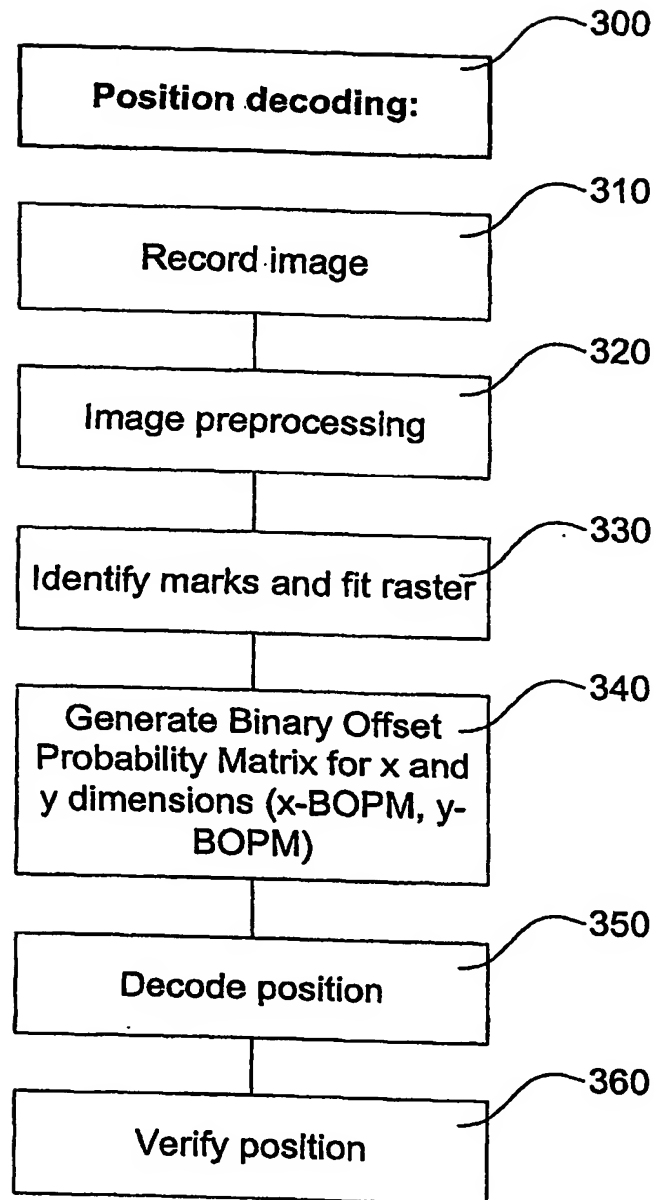 300
Position decoding:
310
Record image
320
Image preprocessing
330
Identify marks and fit raster
340
Generate Binary Offset
Probability Matrix for x and
y dimensions (x-BOPM, y-
BOPM)
350
Decode position
360
Verify position